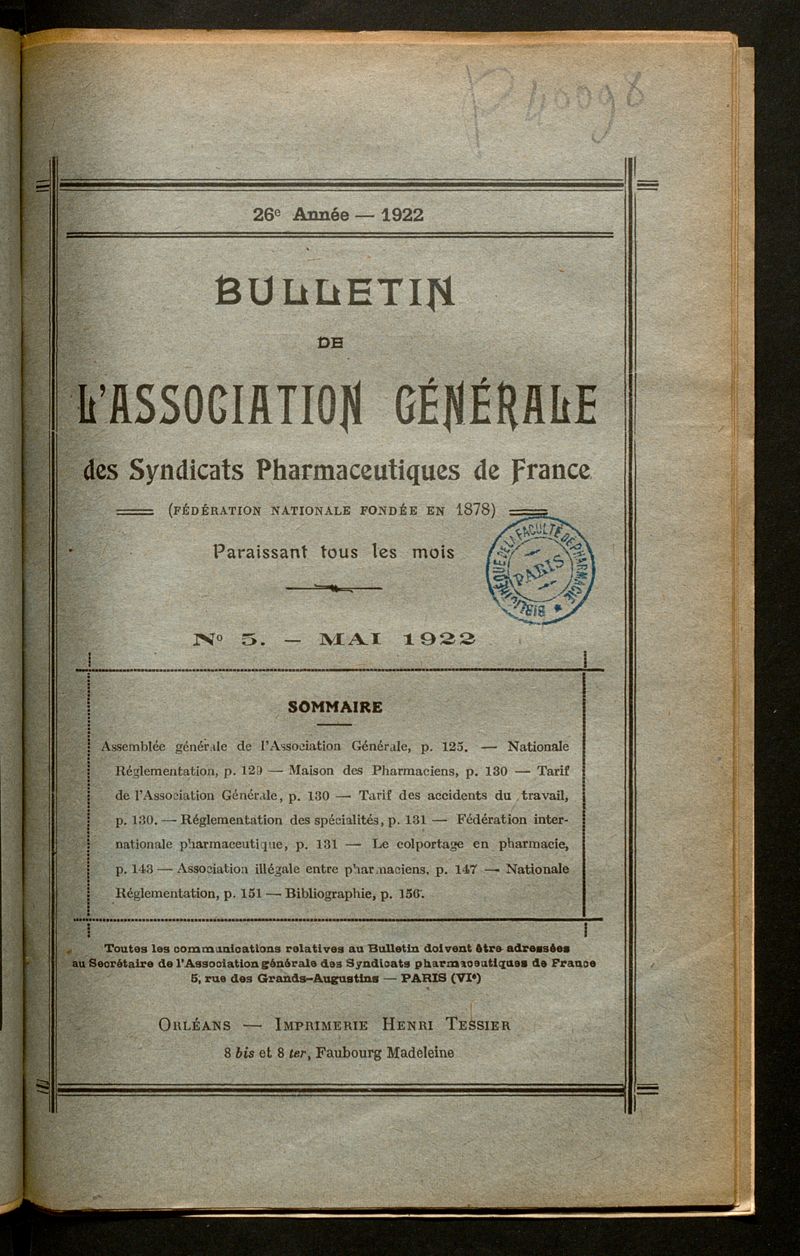 P 40098
26e Année — 1922
BULLETIN
DE
L'ASSOCIATION GÉNÉRALE
des Syndicats Pharmaceutiques de France
(FÉDÉRATION NATIONALE FONDÉE EN 1878)
Paraissant tous les mois
BIBLIOTHÈQUE DE LA FACULTÉ DE PHARMACIE
PARIS
No 5. — MAI 1922
SOMMAIRE
Assemblée générale de l'Association Générale, p. 125. — Nationale
Réglementation, p. 129 — Maison des Pharmaciens, p. 130 — Tarif
de l'Association Générale, p. 130 — Tarif des accidents du travail,
p. 130. — Réglementation des spécialités, p. 131 — Fédération inter-
nationale pharmaceutique, p. 131 — Le colportage en pharmacie,
p. 143 — Association illégale entre pharmaciens, p. 147 — Nationale
Réglementation, p. 151 — Bibliographie, p. 156.
Toutes les communications relatives au Bulletin doivent être adressées
au Secrétaire de l'Association générale des Syndicats pharmaceutiques de France
5, rue des Grands-Augustins — PARIS (VIe)
ORLÉANS — IMPRIMERIE HENRI TESSIER
8 bis et 8 ter, Faubourg Madeleine